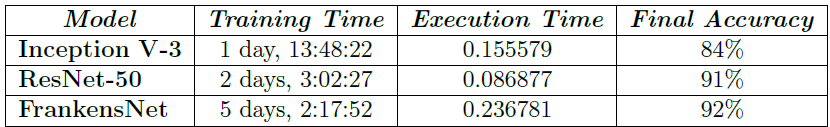 Model Training Time Execution Time Final Accuracy
Inception V-3 1 day, 13:48:22 0.155579 84%
ResNet-50 2 days, 3:02:27 0.086877 91%
FrankensNet 5 days, 2:17:52 0.236781 92%